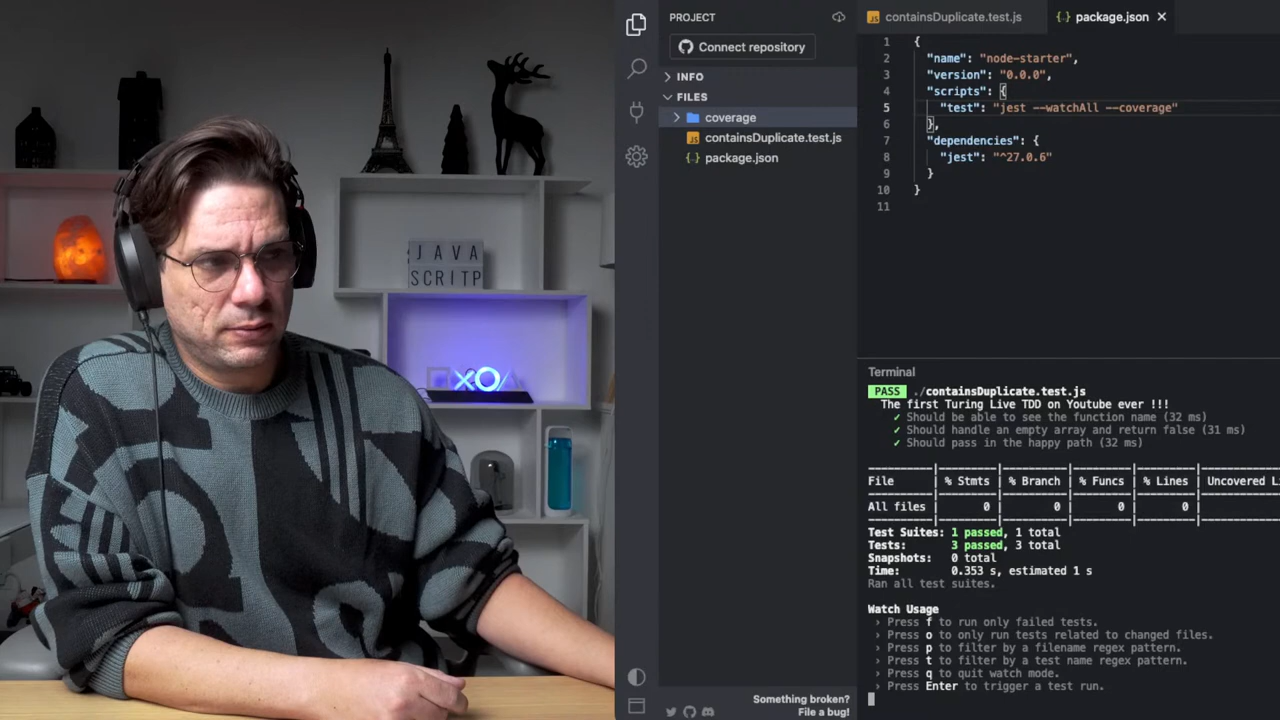 JAVA
SCRITP
PROJECT
Connect repository
INFO
FILES
coverage
containsDuplicate.test.js
package.json
Something broken?
File a bug!
JS containsDuplicate.test.js
{..} package.json
1 {
2 "name": "node-starter",
3 "version": "0.0.0",
4 "scripts": {
5 "test": "jest --watchAll --coverage"
6 },
7 "dependencies": {
8 "jest": "^27.0.6"
9 }
10 }
11
Terminal
PASS ./containsDuplicate.test.js
The first Turing Live TDD on Youtube ever !!!
✓ Should be able to see the function name (32 ms)
✓ Should handle an empty array and return false (31 ms)
✓ Should pass in the happy path (32 ms)
File | % Stmts | % Branch | % Funcs | % Lines | Uncovered
All files | 0 | 0 | 0 | 0 |
Test Suites: 1 passed, 1 total
Tests: 3 passed, 3 total
Snapshots: 0 total
Time: 0.353 s, estimated 1 s
Ran all test suites.
Watch Usage
› Press f to run only failed tests.
› Press o to only run tests related to changed files.
› Press p to filter by a filename regex pattern.
› Press t to filter by a test name regex pattern.
› Press q to quit watch mode.
› Press Enter to trigger a test run.